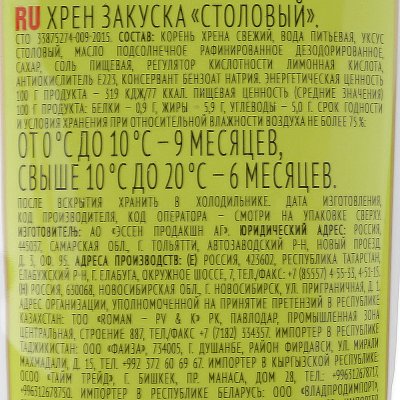 RU ХРЕН ЗАКУСКА «СТОЛОВЫЙ».
СТО 33875274-009-2015. СОСТАВ: КОРЕНЬ ХРЕНА СВЕЖИЙ, ВОДА ПИТЬЕВАЯ, УКСУС
СТОЛОВЫЙ, МАСЛО ПОДСОЛНЕЧНОЕ РАФИНИРОВАННОЕ ДЕЗОДОРИРОВАННОЕ,
САХАР, СОЛЬ ПИЩЕВАЯ, РЕГУЛЯТОР КИСЛОТНОСТИ ЛИМОННАЯ КИСЛОТА,
АНТИОКИСЛИТЕЛЬ Е223, КОНСЕРВАНТ БЕНЗОАТ НАТРИЯ. ЭНЕРГЕТИЧЕСКАЯ ЦЕННОСТЬ
100 Г ПРОДУКТА – 319 КДЖ/77 ККАЛ. ПИЩЕВАЯ ЦЕННОСТЬ (СРЕДНИЕ ЗНАЧЕНИЯ)
100 Г ПРОДУКТА: БЕЛКИ – 0,9 Г, ЖИРЫ – 5,9 Г, УГЛЕВОДЫ – 5,0 Г. СРОК ГОДНОСТИ
И УСЛОВИЯ ХРАНЕНИЯ ПРИ ОТНОСИТЕЛЬНОЙ ВЛАЖНОСТИ ВОЗДУХА НЕ БОЛЕЕ 75 %:
ОТ 0 °С ДО 10 °С – 9 МЕСЯЦЕВ,
СВЫШЕ 10 °С ДО 20 °С – 6 МЕСЯЦЕВ.
ПОСЛЕ ВСКРЫТИЯ ХРАНИТЬ В ХОЛОДИЛЬНИКЕ. ДАТА ИЗГОТОВЛЕНИЯ,
КОД ПРОИЗВОДИТЕЛЯ, КОД ОПЕРАТОРА – СМОТРИ НА УПАКОВКЕ СВЕРХУ.
ИЗГОТОВИТЕЛЬ: АО «ЭССЕН ПРОДАКШН АГ». ЮРИДИЧЕСКИЙ АДРЕС: РОССИЯ,
445037, САМАРСКАЯ ОБЛ., Г. ТОЛЬЯТТИ, АВТОЗАВОДСКИЙ Р-Н, НОВЫЙ ПРОЕЗД
Д. 3, ОФ. 95. АДРЕСА ПРОИЗВОДСТВ: (Е) РОССИЯ, 423602, РЕСПУБЛИКА ТАТАРСТАН,
ЕЛАБУЖСКИЙ Р-Н, Г. ЕЛАБУГА, ОКРУЖНОЕ ШОССЕ, 7, ТЕЛ./ФАКС: +7 (85557) 4-53-53, 4-51-15.
(Н) РОССИЯ, 630068, НОВОСИБИРСКАЯ ОБЛ., Г. НОВОСИБИРСК, УЛ. ПРИГРАНИЧНАЯ, Д. 1.
АДРЕС ОРГАНИЗАЦИИ, УПОЛНОМОЧЕННОЙ НА ПРИНЯТИЕ ПРЕТЕНЗИЙ В РЕСПУБЛИКЕ
КАЗАХСТАН: ТОО «ROMAN – PV & K» РК, ПАВЛОДАР, ПРОМЫШЛЕННАЯ ЗОНА
ЦЕНТРАЛЬНАЯ, СТРОЕНИЕ 887, ТЕЛ./ФАКС +7 (7182) 334357. ИМПОРТЕР В РЕСПУБЛИКЕ
ТАДЖИКИСТАН: ООО «ФАИЗА», 734005, Г. ДУШАНБЕ, РАЙОН ФИРДАВСИ, УЛ. МИРАЛИ
МАХМАДАЛИ, Д. 15, ТЕЛ. +992 372 60 69 67. ИМПОРТЕР В КЫРГЫЗСКОЙ РЕСПУБЛИКЕ:
ОСОО «ТАЙМ ТРЕЙД», Г. БИШКЕК, ПР. МАНАСА, ДОМ 28, ТЕЛ.: +996312678717,
+996312678750. ИМПОРТЕР В РЕСПУБЛИКЕ БЕЛАРУСЬ: ООО «ВЛАДПРОДИМПОРТ»